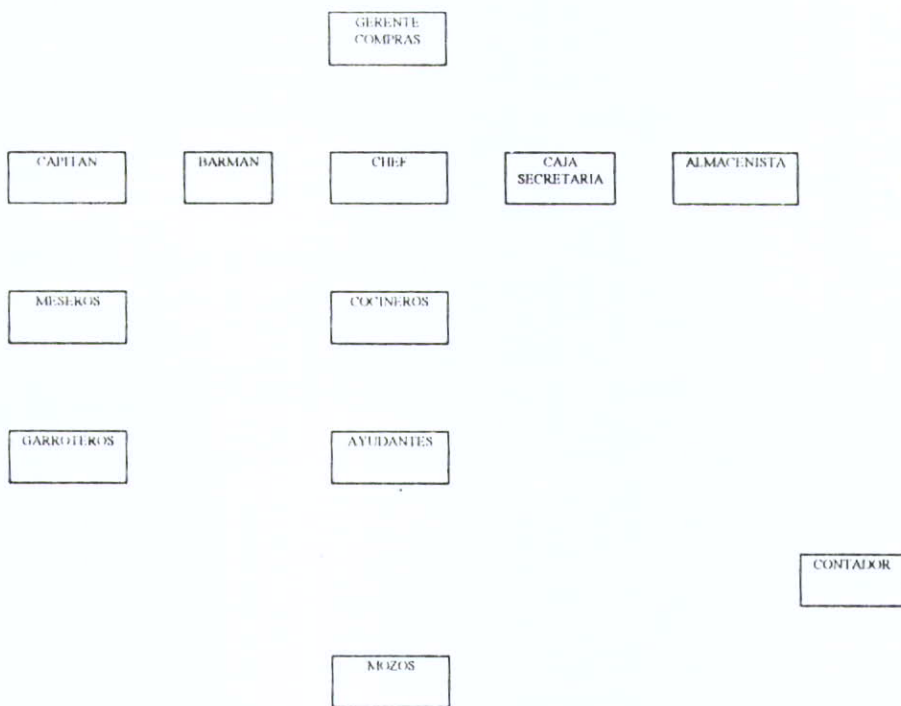 GERENTE
COMPRAS
CAPITAN
BARMAN
CHEF
CAJA
SECRETARIA
ALMACENISTA
MESEROS
COCINEROS
GARROTEROS
AYUDANTES
CONTADOR
MOZOS